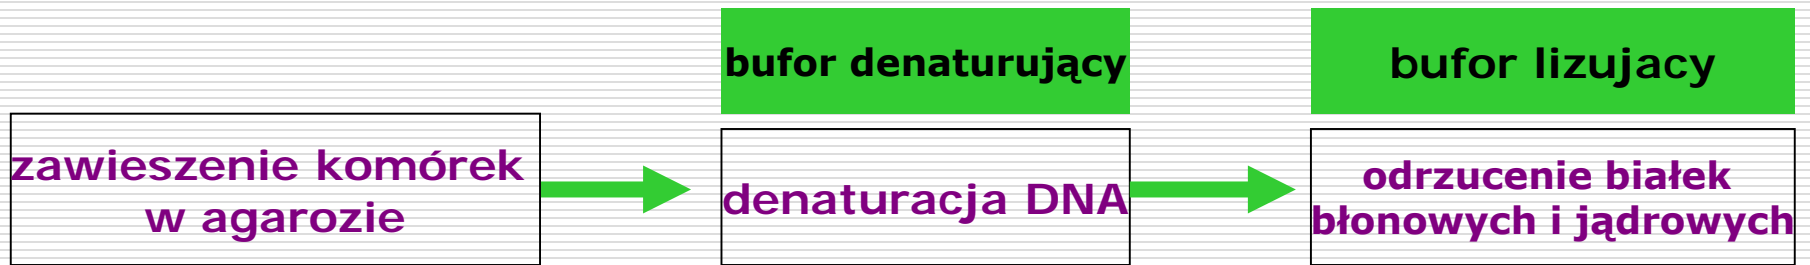 bufor denaturujący
bufor lizujacy
zawieszenie komórek
w agarozie
denaturacja DNA
odrzucenie białek
błonowych i jądrowych